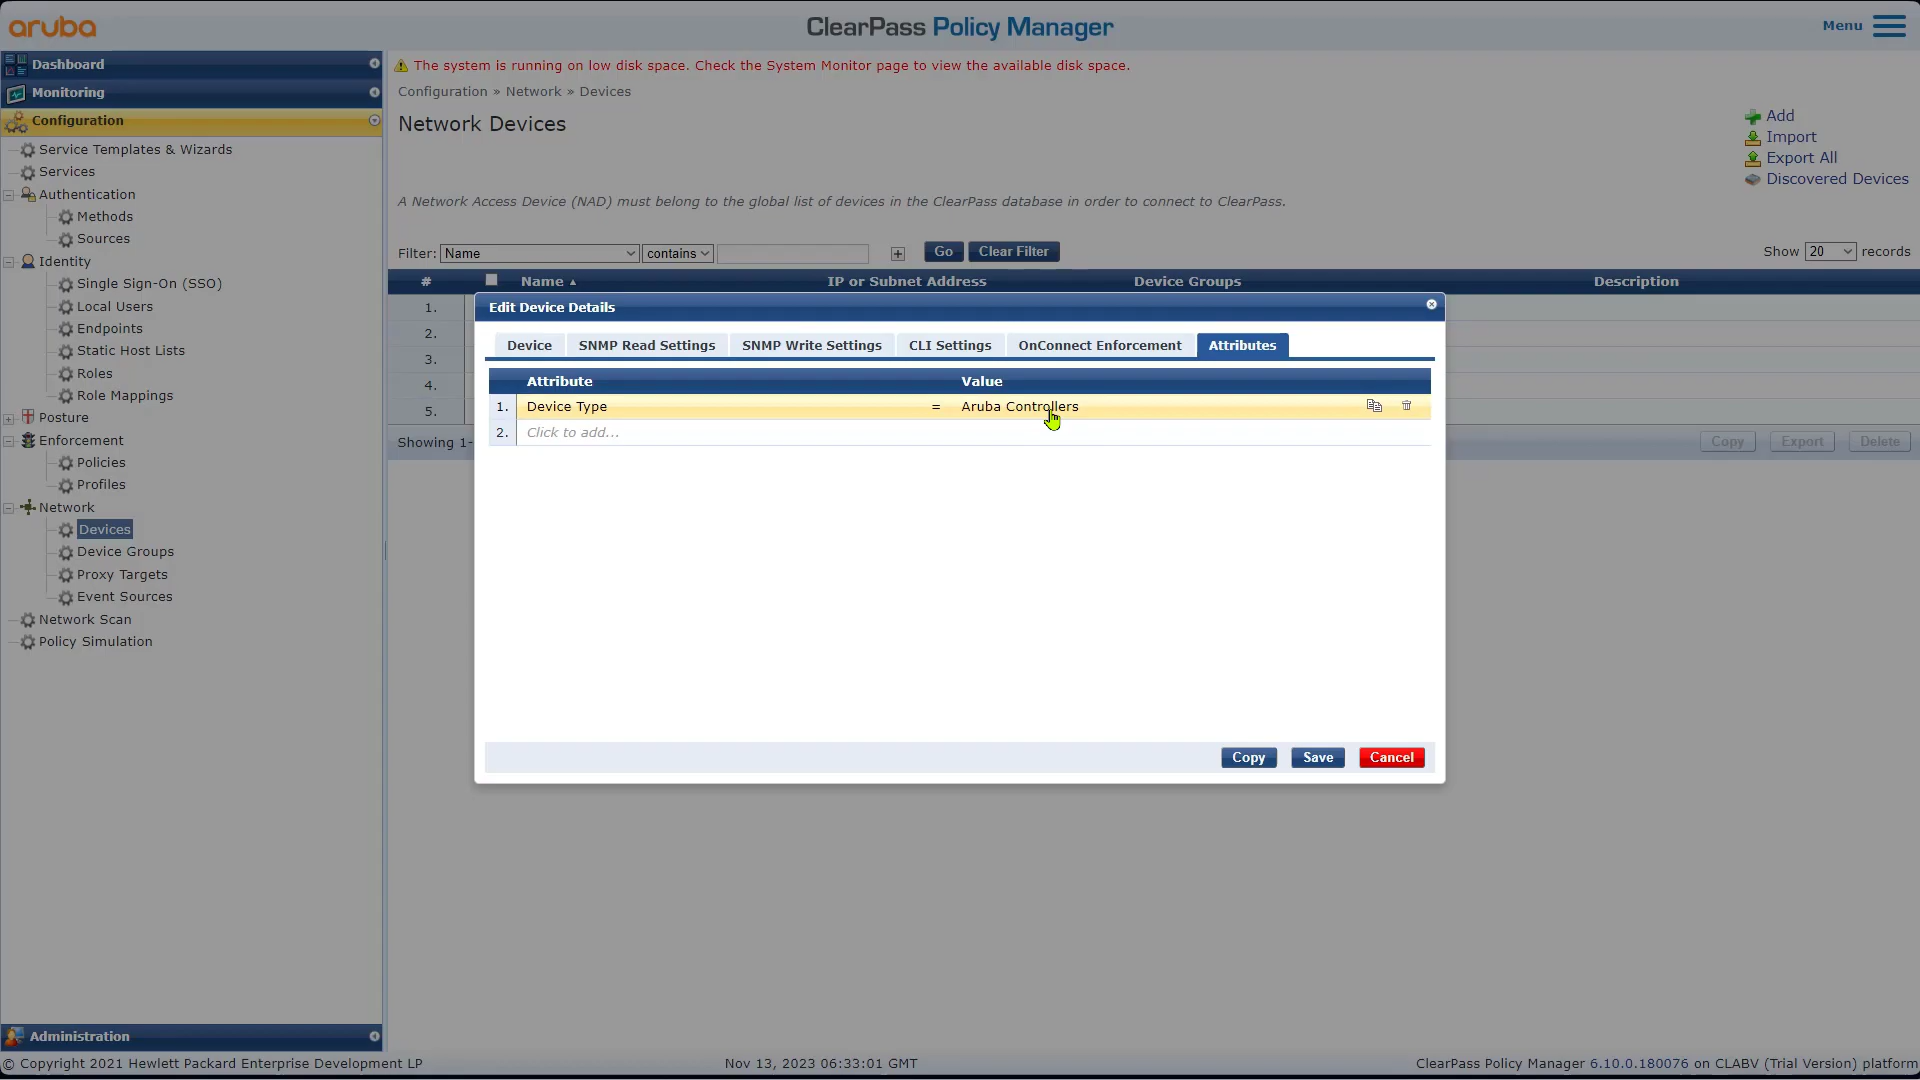 aruba
ClearPass Policy Manager
Menu
Dashboard
Monitoring
Configuration
Service Templates & Wizards
Services
Authentication
Methods
Sources
Identity
Single Sign-On (SSO)
Local Users
Endpoints
Static Host Lists
Roles
Role Mappings
Posture
Enforcement
Policies
Profiles
Network
Devices
Device Groups
Proxy Targets
Event Sources
Network Scan
Policy Simulation
Administration
The system is running on low disk space. Check the System Monitor page to view the available disk space.
Configuration » Network » Devices
Network Devices
Add
Import
Export All
Discovered Devices
A Network Access Device (NAD) must belong to the global list of devices in the ClearPass database in order to connect to ClearPass.
Filter: Name contains Go Clear Filter Show 20 records
# Name IP or Subnet Address Device Groups Description
1.
2.
3.
4.
5.
Showing 1-
Copy Export Delete
Edit Device Details
Device SNMP Read Settings SNMP Write Settings CLI Settings OnConnect Enforcement Attributes
Attribute Value
1. Device Type = Aruba Controllers
2. Click to add...
Copy Save Cancel
© Copyright 2021 Hewlett Packard Enterprise Development LP Nov 13, 2023 06:33:01 GMT ClearPass Policy Manager 6.10.0.180076 on CLABV (Trial Version) platform